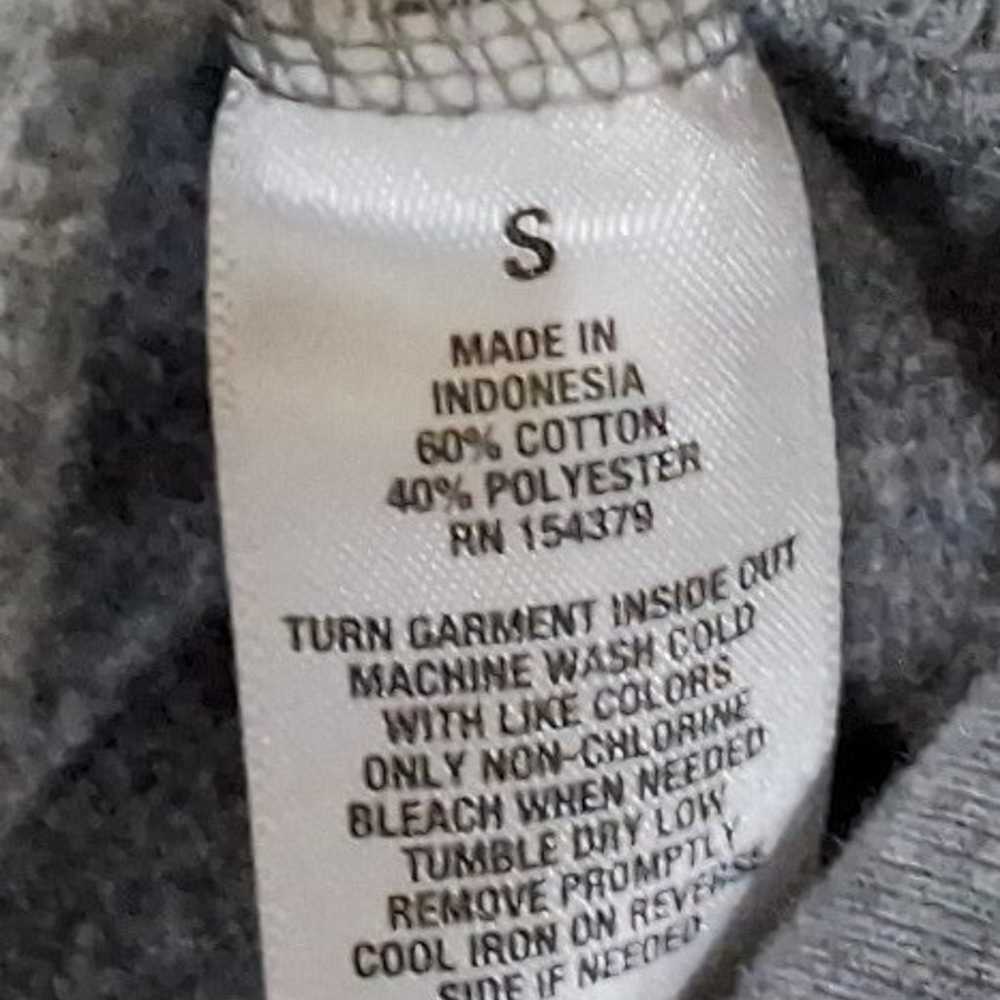 S
MADE IN
INDONESIA
60% COTTON
40% POLYESTER
RN 154379
TURN GARMENT INSIDE OUT
MACHINE WASH COLD
WITH LIKE COLORS
ONLY NON-CHLORINE
BLEACH WHEN NEEDED
TUMBLE DRY LOW
REMOVE PROMPTLY
COOL IRON ON REVERSE
SIDE IF NEEDED